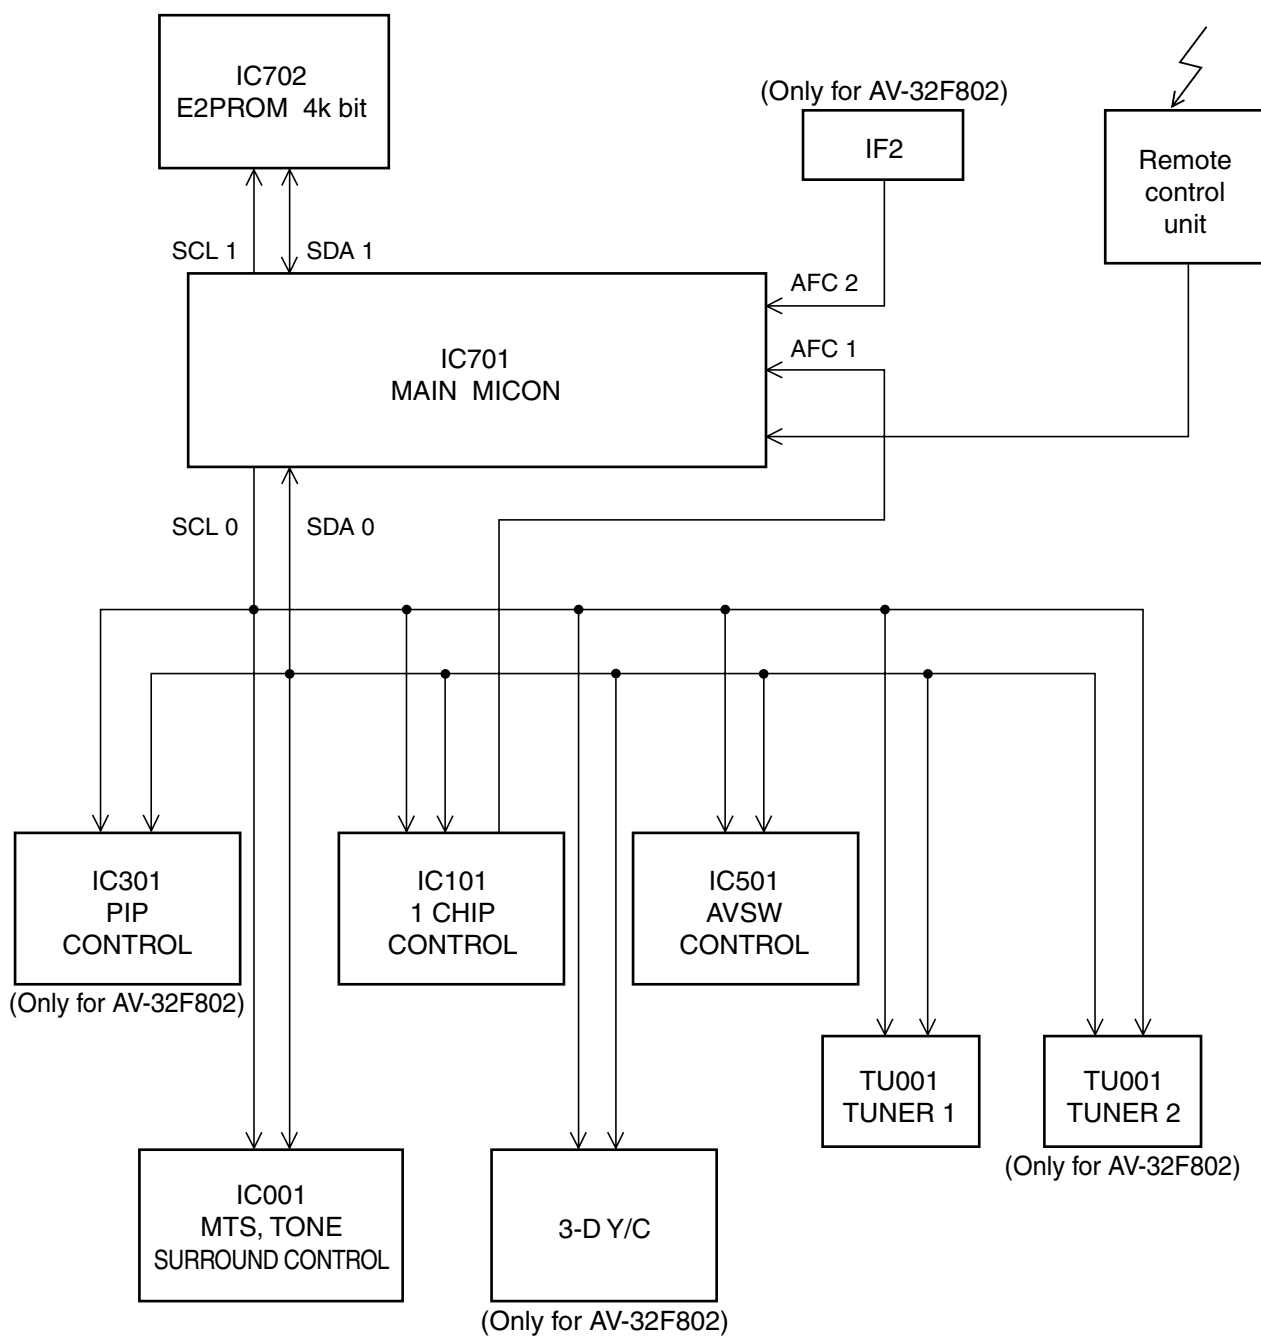 IC702
E2PROM 4k bit
(Only for AV-32F802)
IF2
Remote
control
unit
SCL 1
SDA 1
AFC 2
AFC 1
IC701
MAIN MICON
SCL 0
SDA 0
IC301
PIP
CONTROL
(Only for AV-32F802)
IC101
1 CHIP
CONTROL
IC501
AVSW
CONTROL
TU001
TUNER 1
TU001
TUNER 2
(Only for AV-32F802)
IC001
MTS, TONE
SURROUND CONTROL
3-D Y/C
(Only for AV-32F802)